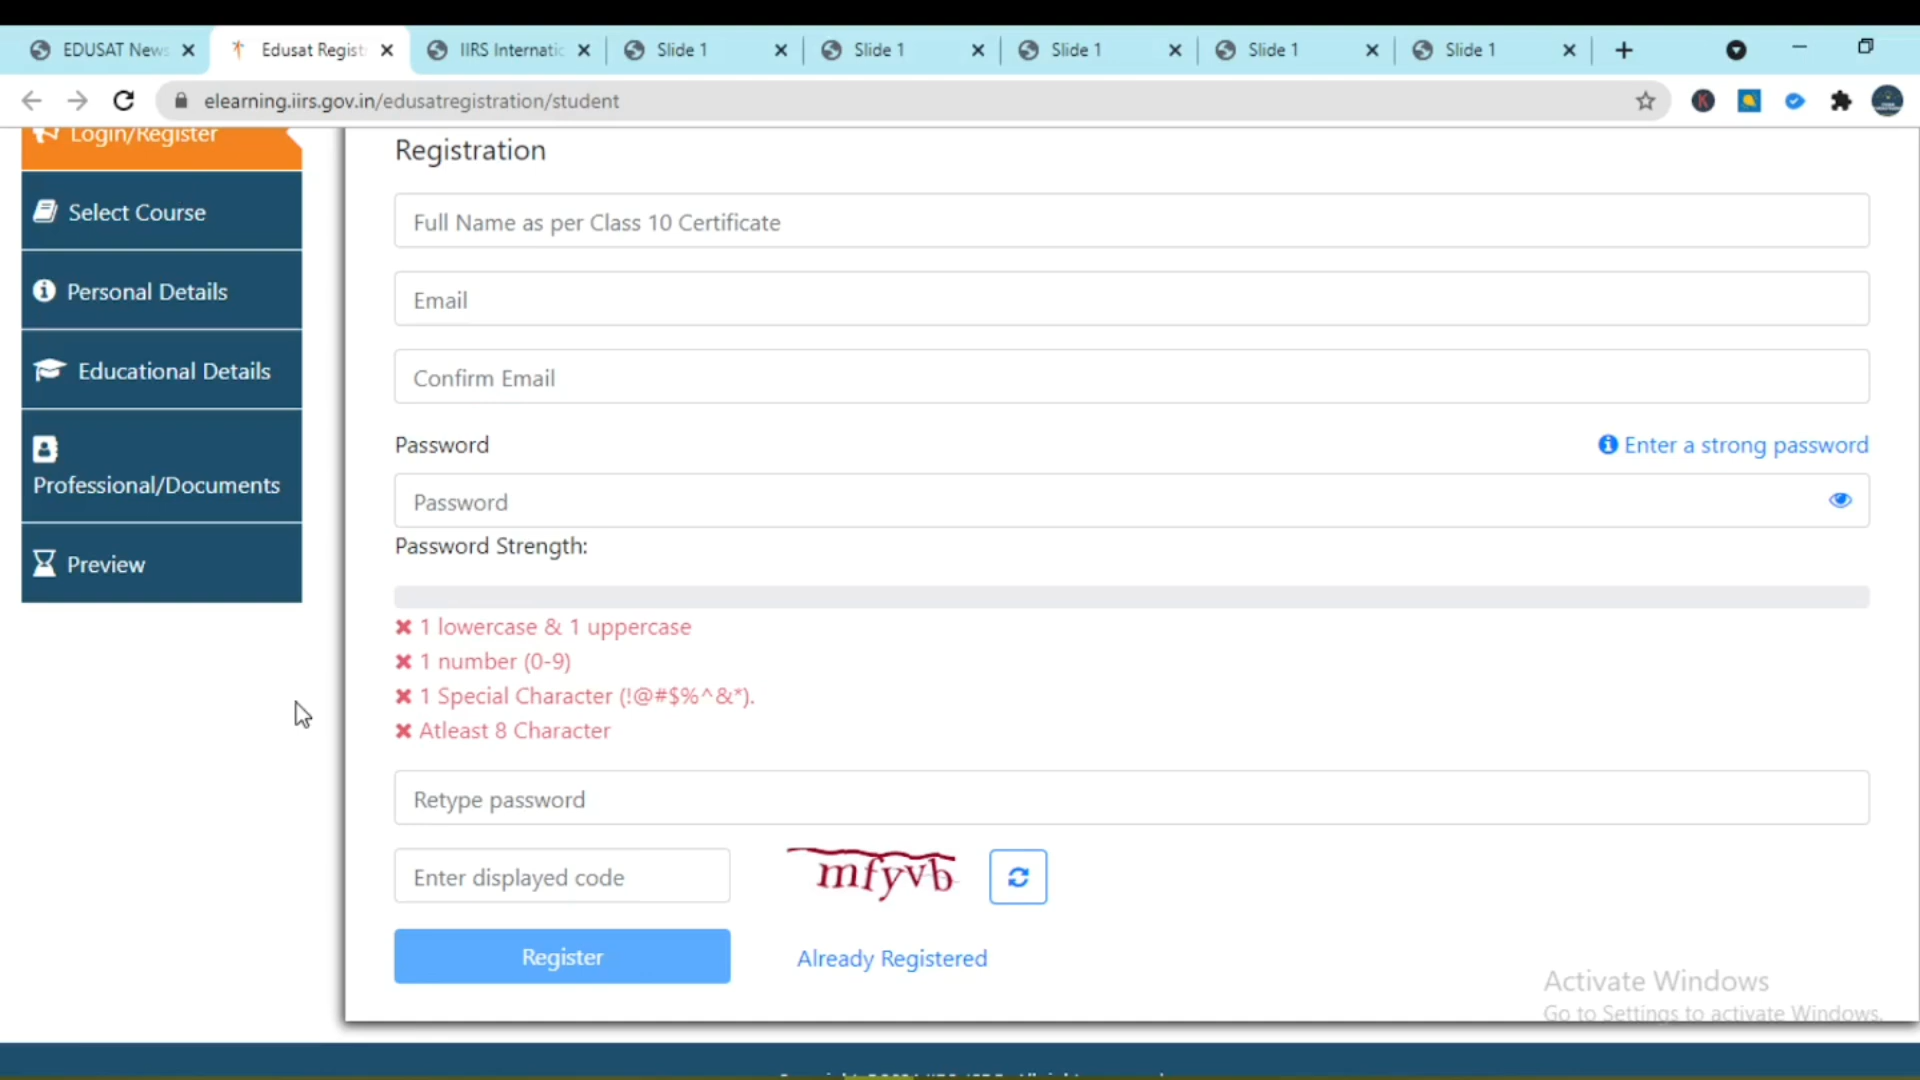 EDUSAT News
Edusat Regist
IIRS Internatic
Slide 1
Slide 1
Slide 1
Slide 1
Slide 1
elearning.iirs.gov.in/edusatregistration/student
Login/Register
Select Course
Personal Details
Educational Details
Professional/Documents
Preview
Registration
Full Name as per Class 10 Certificate
Email
Confirm Email
Password
Enter a strong password
Password
Password Strength:
1 lowercase & 1 uppercase
1 number (0-9)
1 Special Character (!@#$%^&*).
Atleast 8 Character
Retype password
Enter displayed code
mfyvb
Register
Already Registered
Activate Windows
Go to Settings to activate Windows.